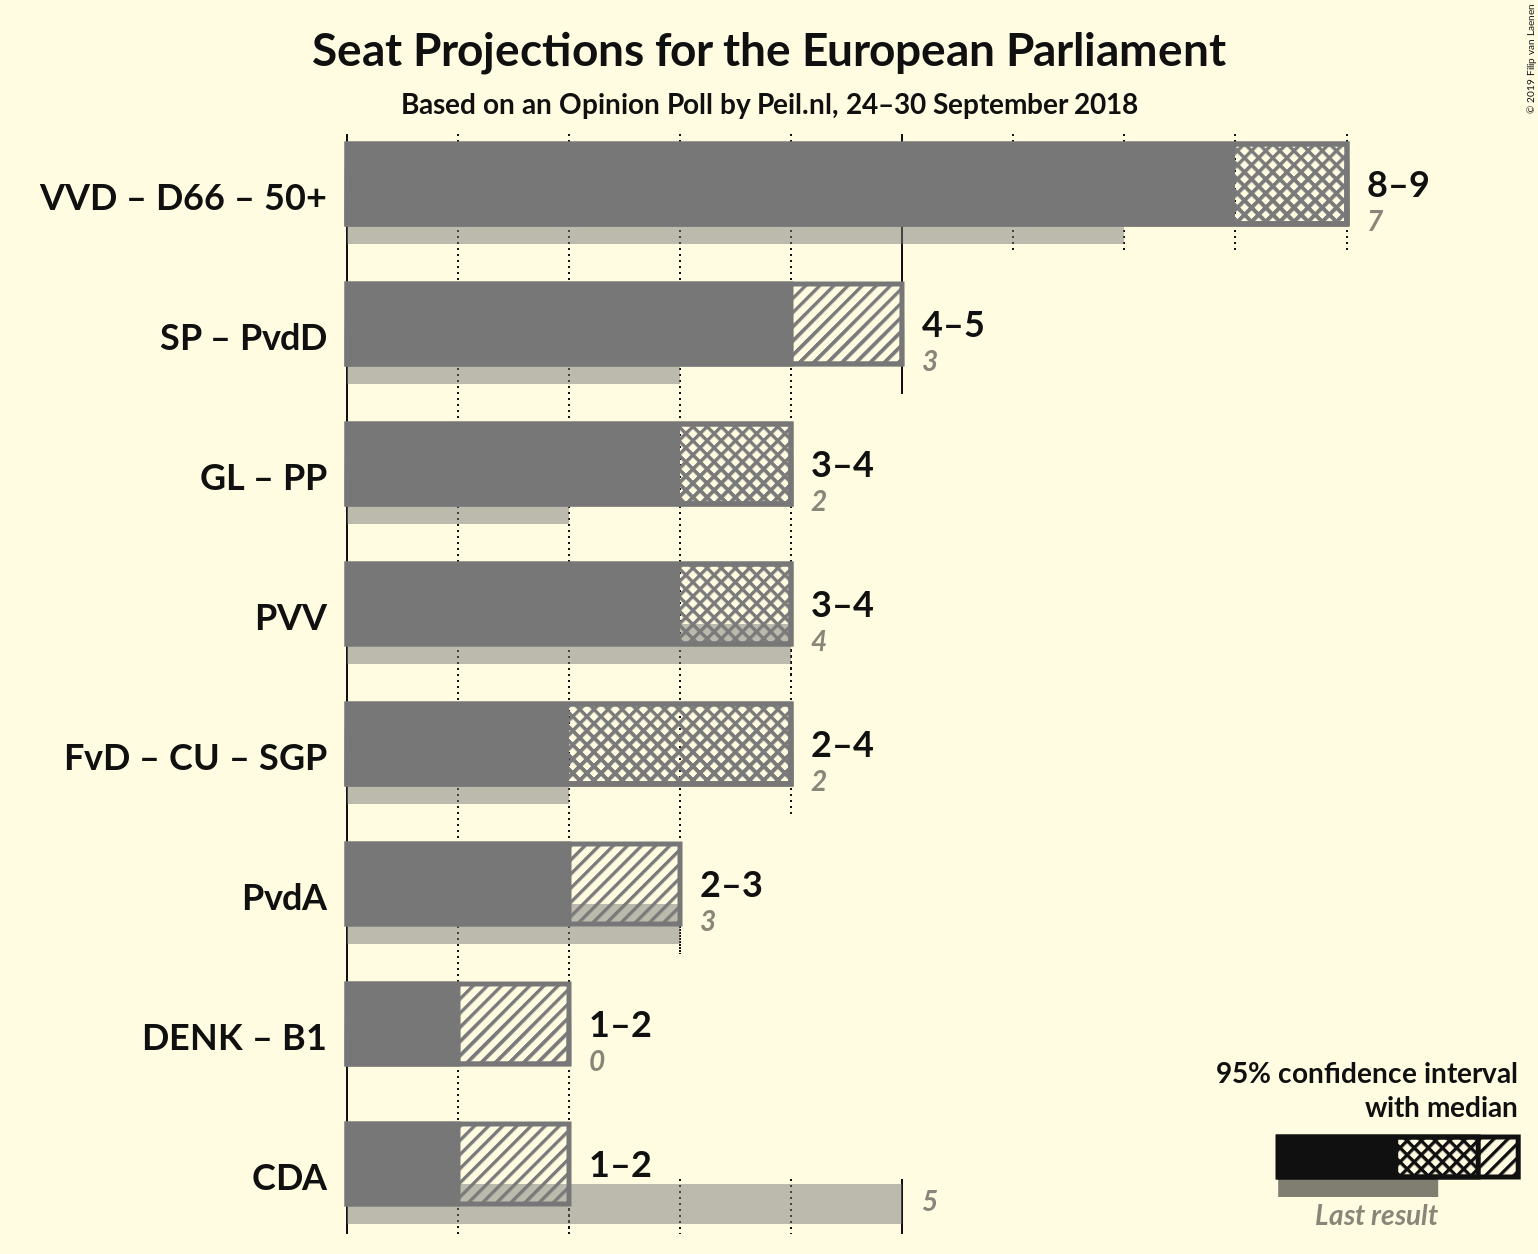 Seat Projections for the European Parliament
Based on an Opinion Poll by Peil.nl, 24–30 September 2018
© 2019 Filip van Laenen
VVD – D66 – 50+
8–9
7
SP – PvdD
4–5
3
GL – PP
3–4
2
PVV
3–4
4
FvD – CU – SGP
2–4
2
PvdA
2–3
3
DENK – B1
1–2
0
CDA
1–2
5
95% confidence interval
with median
Last result